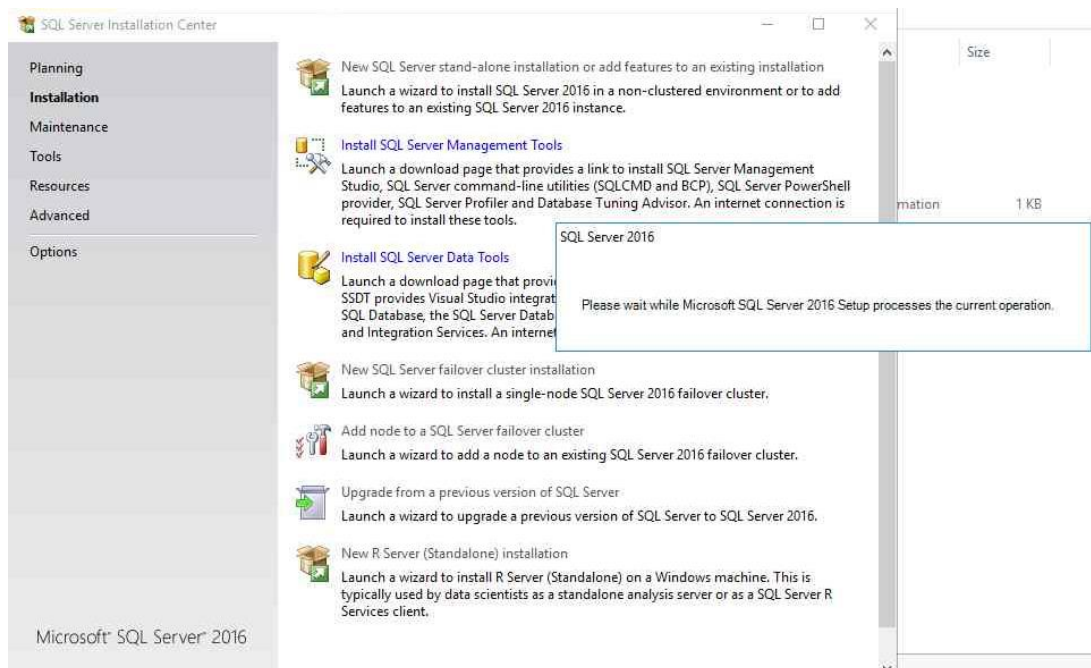 SQL Server Installation Center
Planning
Installation
Maintenance
Tools
Resources
Advanced
Options
Microsoft® SQL Server® 2016
New SQL Server stand-alone installation or add features to an existing installation
Launch a wizard to install SQL Server 2016 in a non-clustered environment or to add
features to an existing SQL Server 2016 instance.
Install SQL Server Management Tools
Launch a download page that provides a link to install SQL Server Management
Studio, SQL Server command-line utilities (SQLCMD and BCP), SQL Server PowerShell
provider, SQL Server Profiler and Database Tuning Advisor. An internet connection is
required to install these tools.
Install SQL Server Data Tools
Launch a download page that provi
SSDT provides Visual Studio integrat
SQL Database, the SQL Server Datab
and Integration Services. An interne
New SQL Server failover cluster installation
Launch a wizard to install a single-node SQL Server 2016 failover cluster.
Add node to a SQL Server failover cluster
Launch a wizard to add a node to an existing SQL Server 2016 failover cluster.
Upgrade from a previous version of SQL Server
Launch a wizard to upgrade a previous version of SQL Server to SQL Server 2016.
New R Server (Standalone) installation
Launch a wizard to install R Server (Standalone) on a Windows machine. This is
typically used by data scientists as a standalone analysis server or as a SQL Server R
Services client.
SQL Server 2016
Please wait while Microsoft SQL Server 2016 Setup processes the current operation.
Size
mation 1 KB